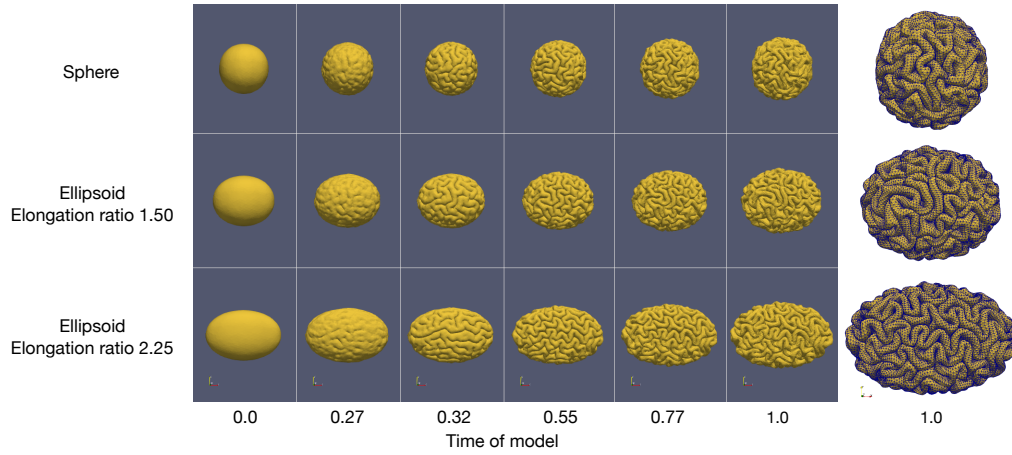 Sphere
Ellipsoid
Elongation ratio 1.50
Ellipsoid
Elongation ratio 2.25
0.0 0.27 0.32 0.55 0.77 1.0 1.0
Time of model